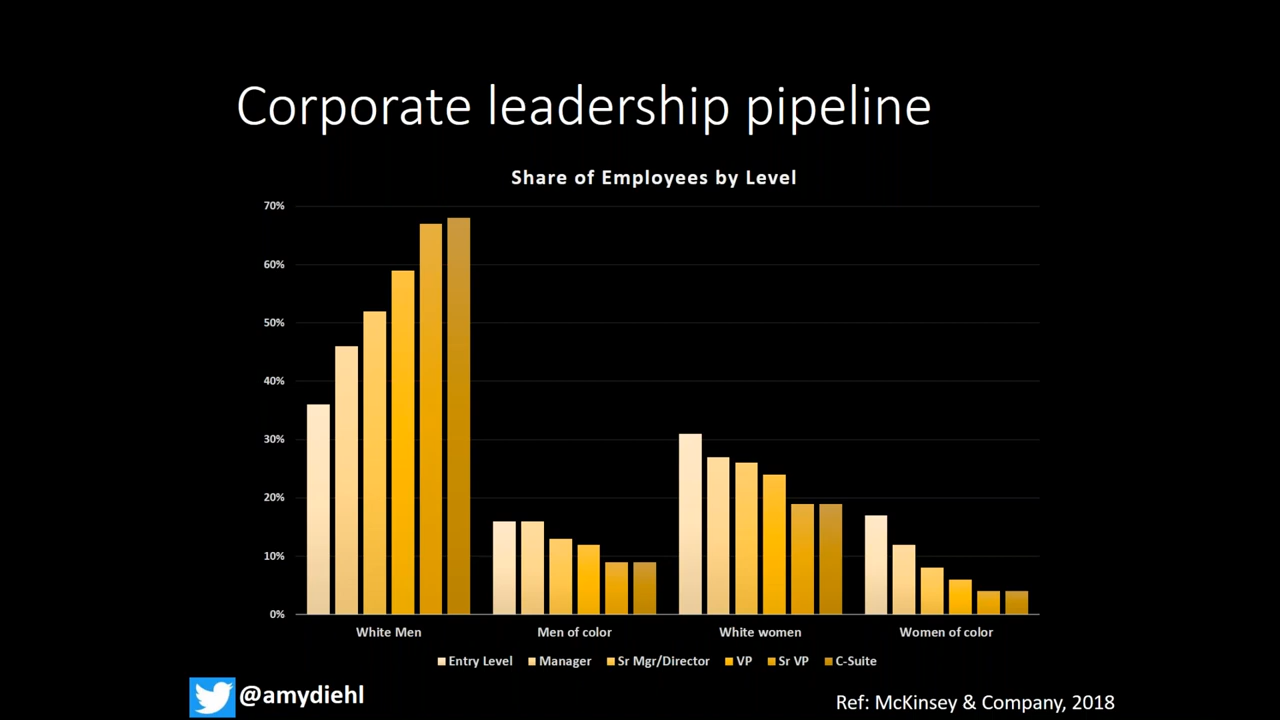 Corporate leadership pipeline
Share of Employees by Level
70%
60%
50%
40%
30%
20%
10%
0%
White Men Men of color White women Women of color
Entry Level Manager Sr Mgr/Director VP Sr VP C-Suite
@amydiehl
Ref: McKinsey & Company, 2018